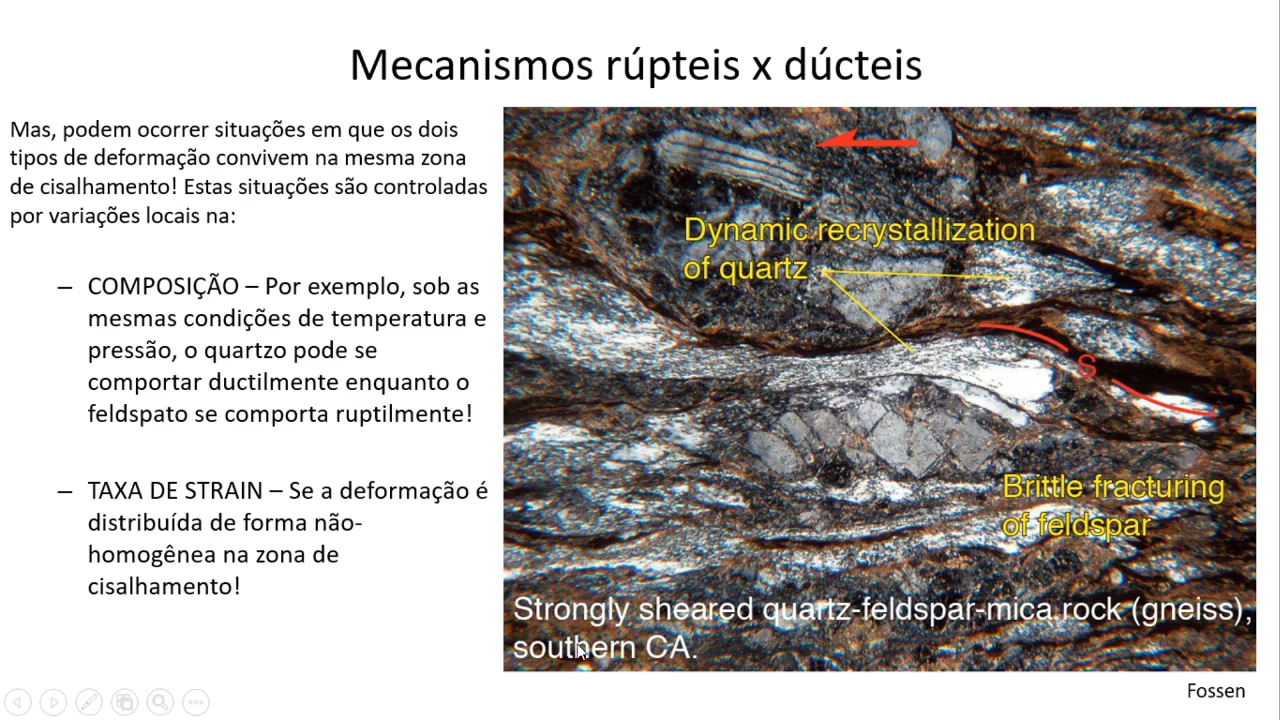 Mecanismos rúpteis x dúcteis
Mas, podem ocorrer situações em que os dois
tipos de deformação convivem na mesma zona
de cisalhamento! Estas situações são controladas
por variações locais na:
– COMPOSIÇÃO – Por exemplo, sob as
mesmas condições de temperatura e
pressão, o quartzo pode se
comportar ductilmente enquanto o
feldspato se comporta ruptilmente!
– TAXA DE STRAIN – Se a deformação é
distribuída de forma não-
homogênea na zona de
cisalhamento!
Dynamic recrystallization
of quartz
S
Brittle fracturing
of feldspar
Strongly sheared quartz-feldspar-mica rock (gneiss),
southern CA.
Fossen